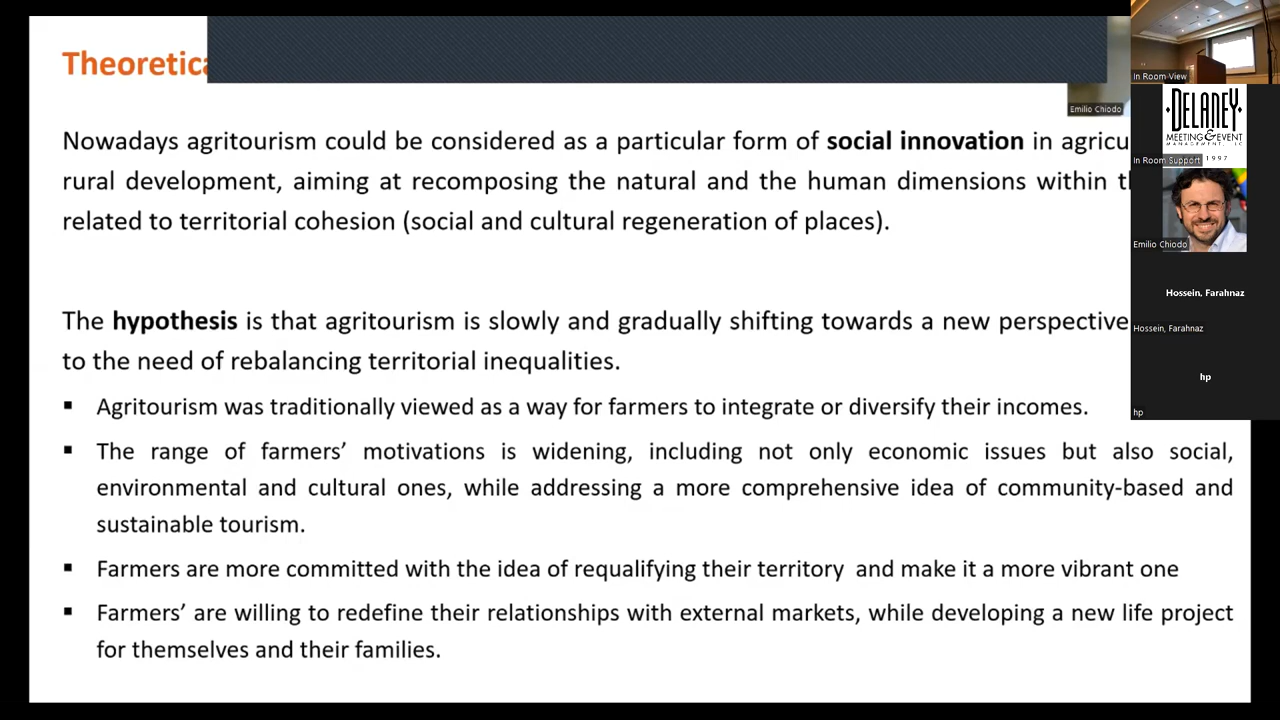 Nowadays agritourism could be considered as a particular form of social innovation in
rural development, aiming at recomposing the natural and the human dimensions within
related to territorial cohesion (social and cultural regeneration of places).
The hypothesis is that agritourism is slowly and gradually shifting towards a new perspective
to the need of rebalancing territorial inequalities.
▪ Agritourism was traditionally viewed as a way for farmers to integrate or diversify their incomes.
▪ The range of farmers’ motivations is widening, including not only economic issues but also social,
environmental and cultural ones, while addressing a more comprehensive idea of community-based and
sustainable tourism.
▪ Farmers are more committed with the idea of requalifying their territory and make it a more vibrant one
▪ Farmers’ are willing to redefine their relationships with external markets, while developing a new life project
for themselves and their families.
Emilio Chiodo
In Room View
DELANEY
MEETING & EVENT
MANAGEMENT, LLC
1997
In Room Support
Emilio Chiodo
Hossein, Farahnaz
Hossein, Farahnaz
hp
hp